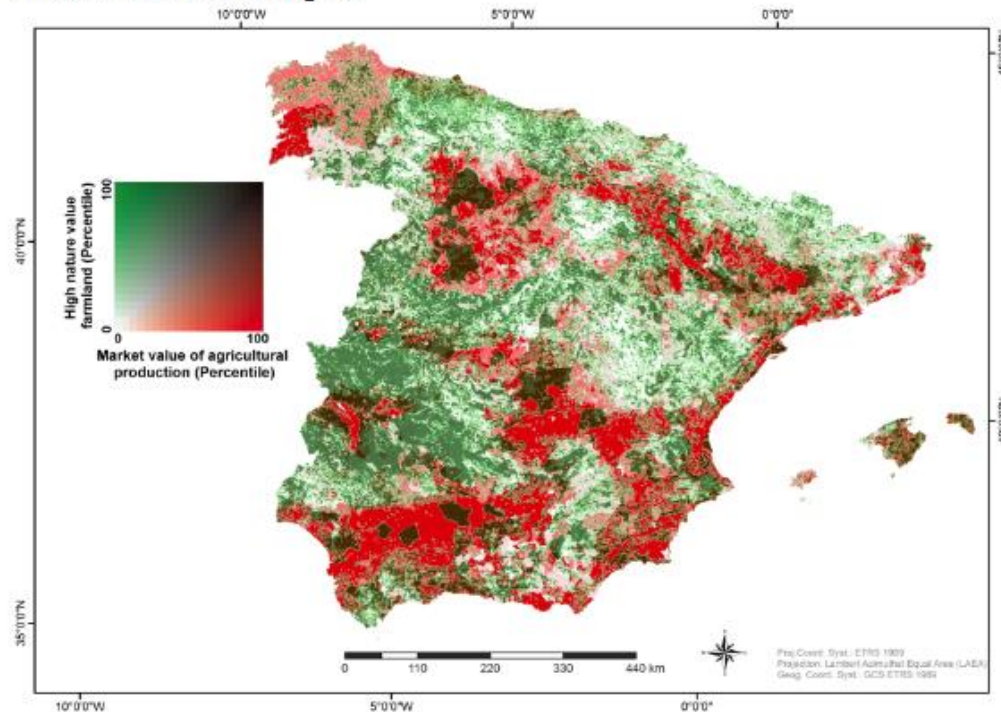 10°0'0"W 5°0'0"W 0°0'0"
40°0'0"N
35°0'0"N
High nature value
farmland (Percentile)
100
0
0 100
Market value of agricultural
production (Percentile)
0 110 220 330 440 km
Proj.Coord. Syst.: ETRS 1989
Projection: Lambert Azimuthal Equal Area (LAEA)
Geog. Coord. Syst.: GCS ETRS 1989
10°0'0"W 5°0'0"W 0°0'0"